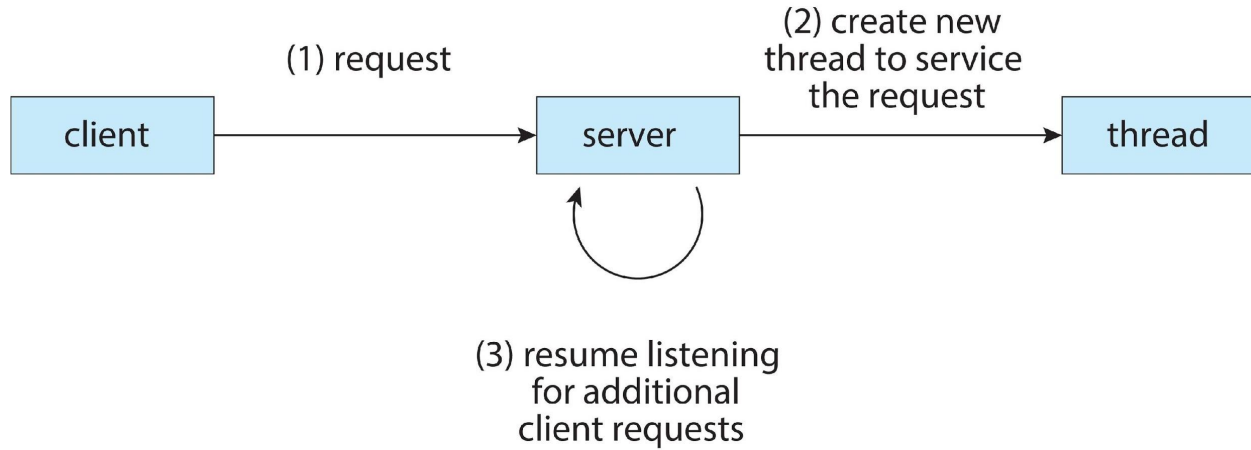 (1) request
(2) create new
thread to service
the request
client
server
thread
(3) resume listening
for additional
client requests